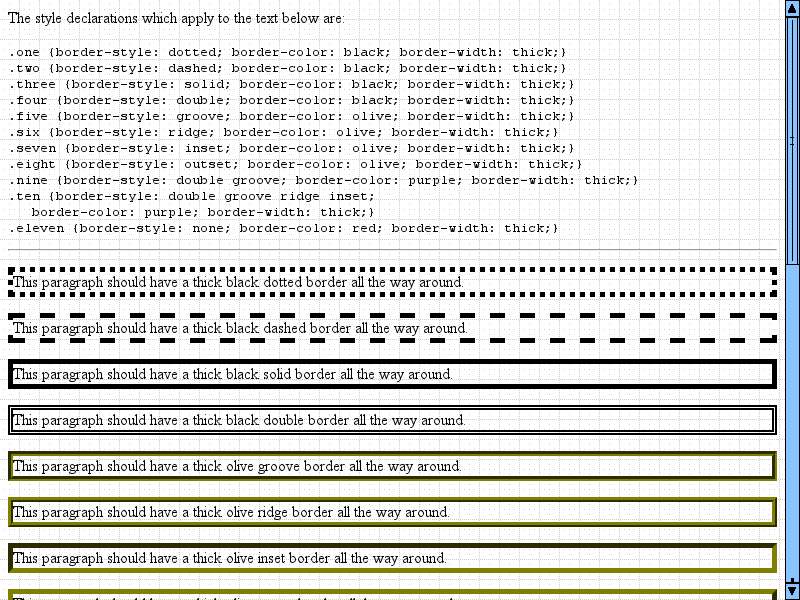 The style declarations which apply to the text below are:
.one {border-style: dotted; border-color: black; border-width: thick;}
.two {border-style: dashed; border-color: black; border-width: thick;}
.three {border-style: solid; border-color: black; border-width: thick;}
.four {border-style: double; border-color: black; border-width: thick;}
.five {border-style: groove; border-color: olive; border-width: thick;}
.six {border-style: ridge; border-color: olive; border-width: thick;}
.seven {border-style: inset; border-color: olive; border-width: thick;}
.eight {border-style: outset; border-color: olive; border-width: thick;}
.nine {border-style: double groove; border-color: purple; border-width: thick;}
.ten {border-style: double groove ridge inset;
   border-color: purple; border-width: thick;}
.eleven {border-style: none; border-color: red; border-width: thick;}
This paragraph should have a thick black dotted border all the way around.
This paragraph should have a thick black dashed border all the way around.
This paragraph should have a thick black solid border all the way around.
This paragraph should have a thick black double border all the way around.
This paragraph should have a thick olive groove border all the way around.
This paragraph should have a thick olive ridge border all the way around.
This paragraph should have a thick olive inset border all the way around.